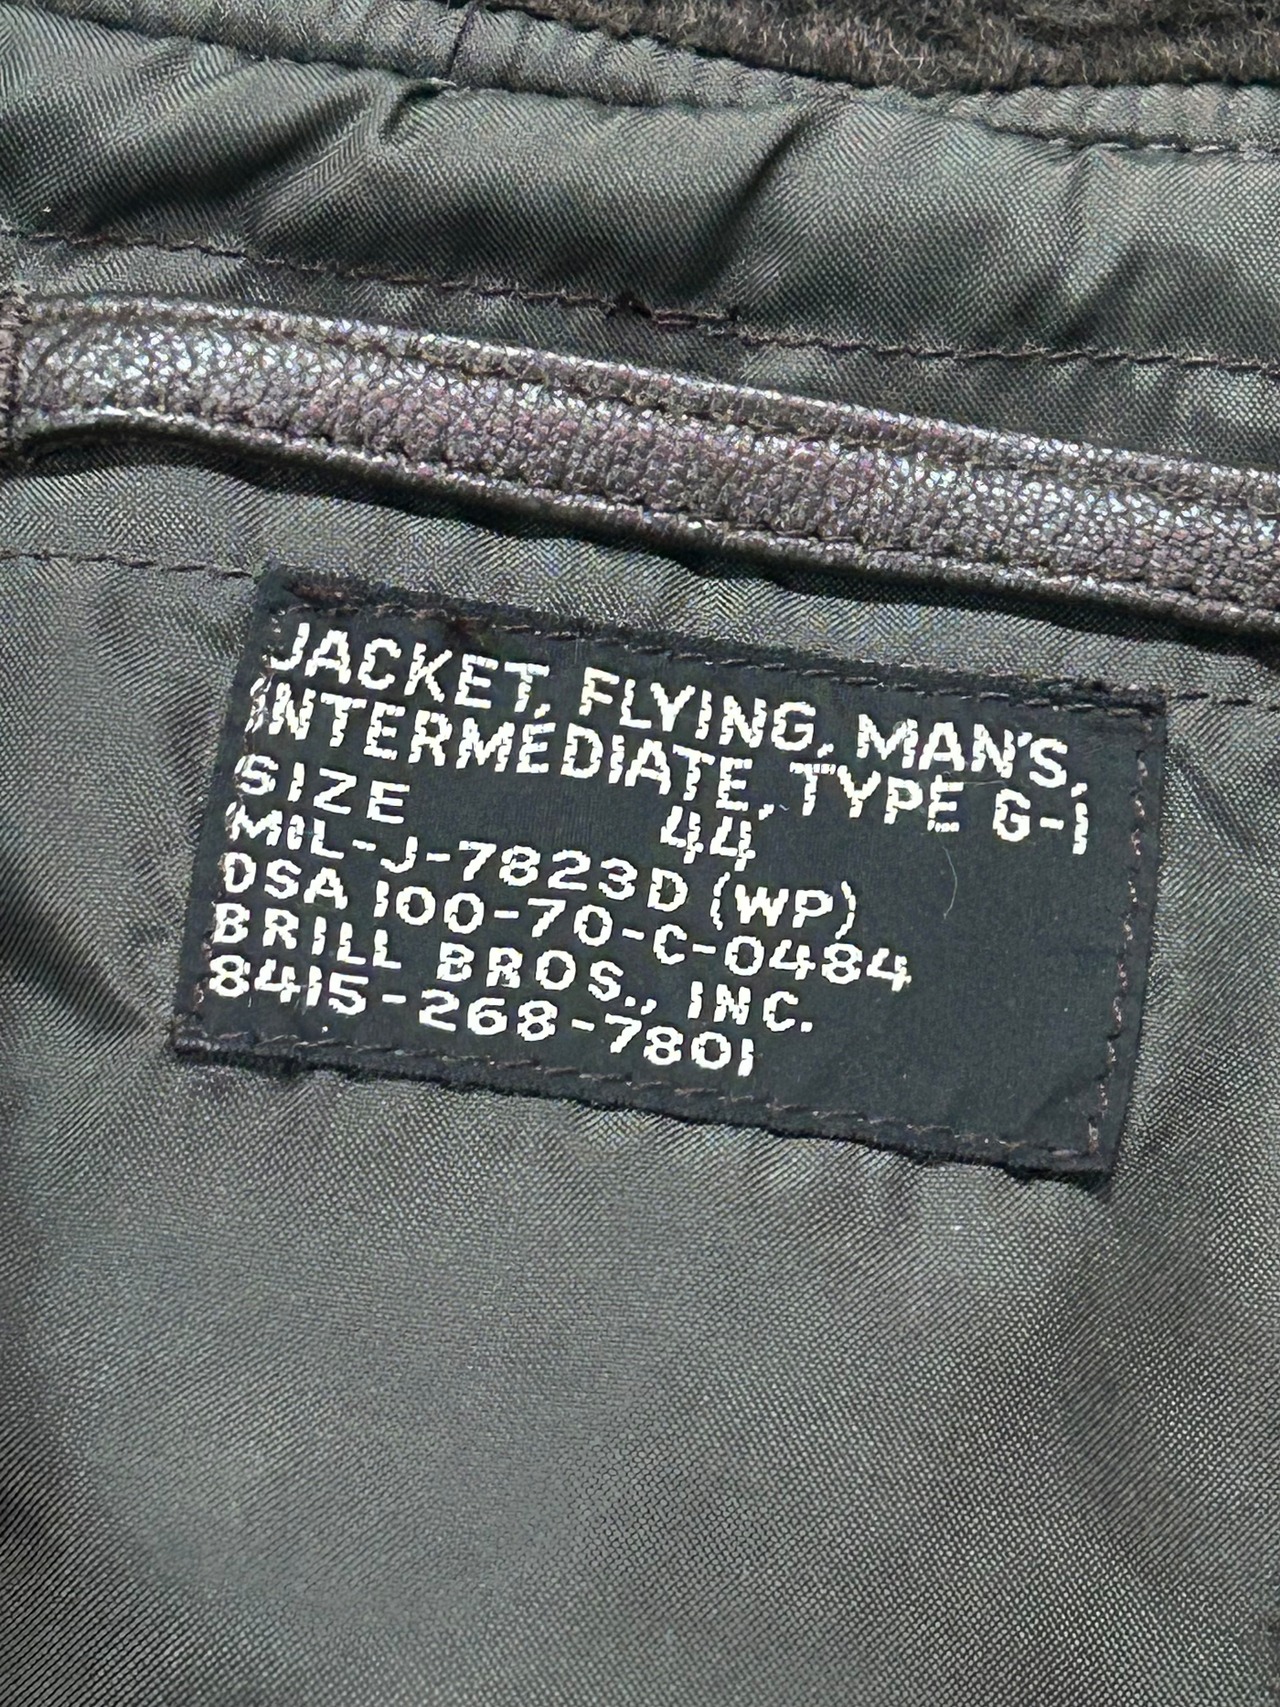 JACKET, FLYING, MAN'S,
INTERMEDIATE, TYPE G-1
SIZE 44
MIL-J-7823D (WP)
DSA 100-70-C-0484
BRILL BROS., INC.
8415-268-7801